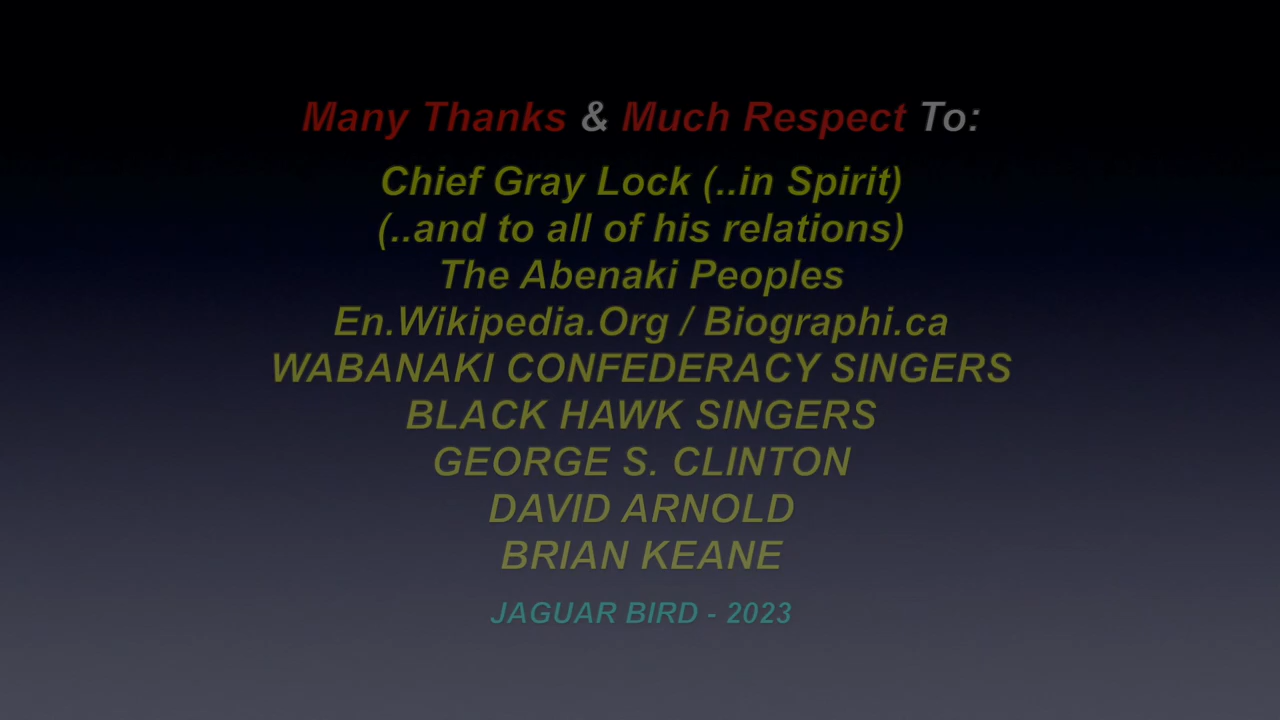 Many Thanks & Much Respect To:
Chief Gray Lock (..in Spirit)
(..and to all of his relations)
The Abenaki Peoples
En.Wikipedia.Org / Biographi.ca
WABANAKI CONFEDERACY SINGERS
BLACK HAWK SINGERS
GEORGE S. CLINTON
DAVID ARNOLD
BRIAN KEANE
JAGUAR BIRD - 2023